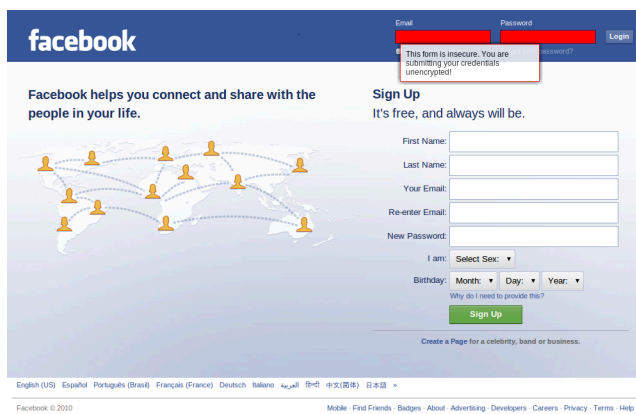 Email Password
facebook
Login
This form is insecure. You are
submitting your credentials
unencrypted!
password?
Facebook helps you connect and share with the
people in your life.
Sign Up
It's free, and always will be.
First Name:
Last Name:
Your Email:
Re-enter Email:
New Password:
I am: Select Sex:
Birthday: Month: Day: Year:
Why do I need to provide this?
Sign Up
Create a Page for a celebrity, band or business.
English (US) Español Português (Brasil) Français (France) Deutsch Italiano العربية हिन्दी 中文(简体) 日本語 »
Facebook © 2010 Mobile · Find Friends · Badges · About · Advertising · Developers · Careers · Privacy · Terms · Help